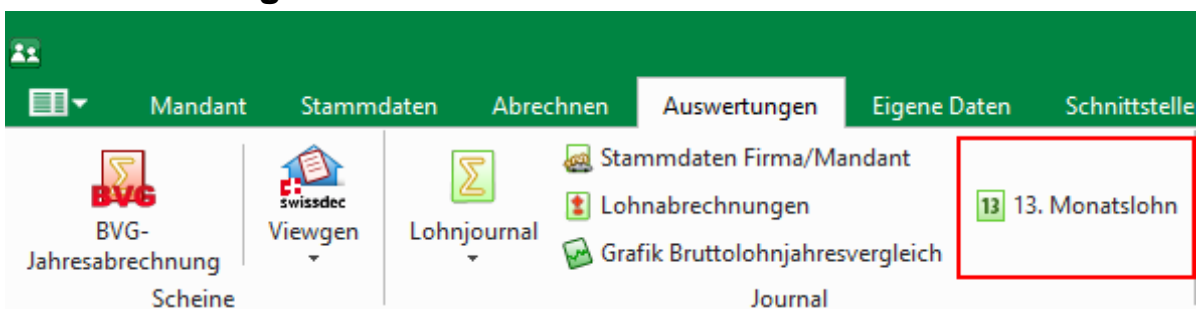 Mandant Stammdaten Abrechnen Auswertungen Eigene Daten Schnittstelle
BVG
BVG-
Jahresabrechnung
Scheine
swissdec
Viewgen
Lohnjournal
Stammdaten Firma/Mandant
Lohnabrechnungen
Grafik Bruttolohnjahresvergleich
13 13. Monatslohn
Journal